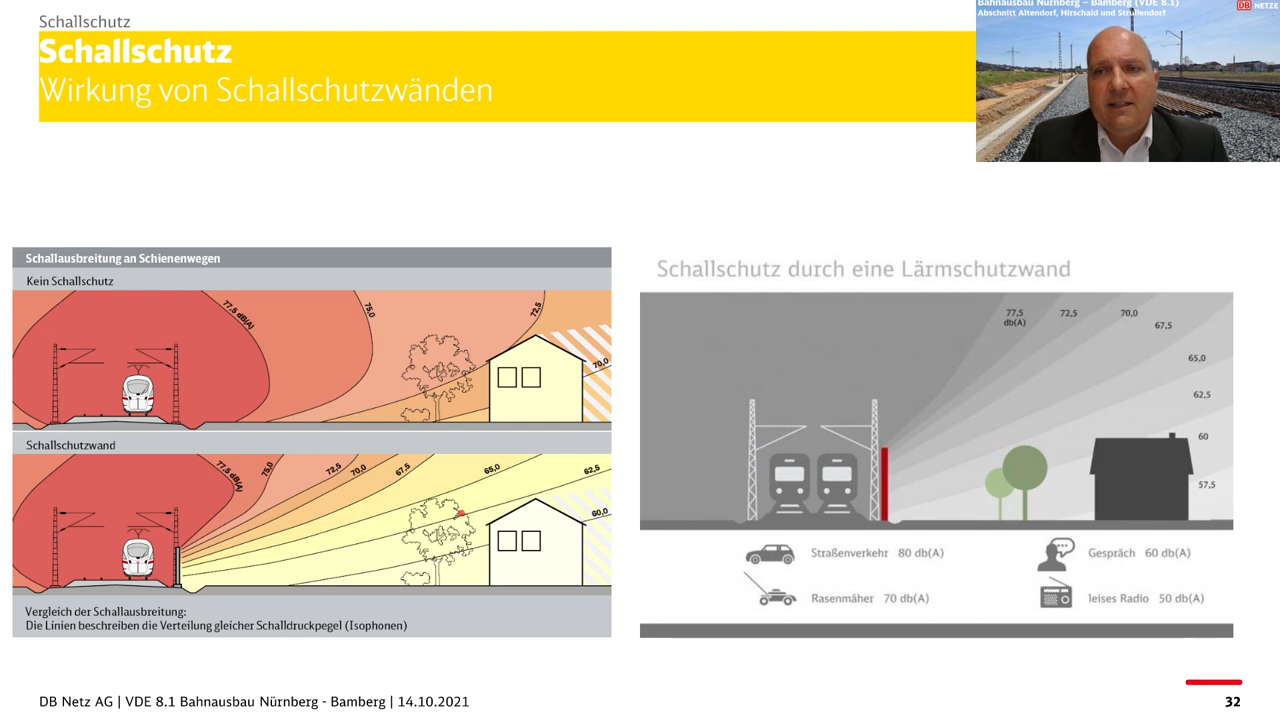 Schallschutz
Schallschutz
Wirkung von Schallschutzwänden
Bahnausbau Nürnberg – Bamberg (VDE 8.1)
Abschnitt Altendorf, Hirschaid und Strullendorf
DB NETZE
Schallausbreitung an Schienenwegen
Kein Schallschutz
77,5 dB(A)
75,0
72,5
70,0
Schallschutzwand
77,5 dB(A)
75,0
72,5
70,0
67,5
65,0
62,5
60,0
Vergleich der Schallausbreitung:
Die Linien beschreiben die Verteilung gleicher Schalldruckpegel (Isophonen)
Schallschutz durch eine Lärmschutzwand
77,5
db(A)
72,5
70,0
67,5
65,0
62,5
60
57,5
Straßenverkehr 80 db(A)
Gespräch 60 db(A)
Rasenmäher 70 db(A)
leises Radio 50 db(A)
DB Netz AG | VDE 8.1 Bahnausbau Nürnberg - Bamberg | 14.10.2021
32